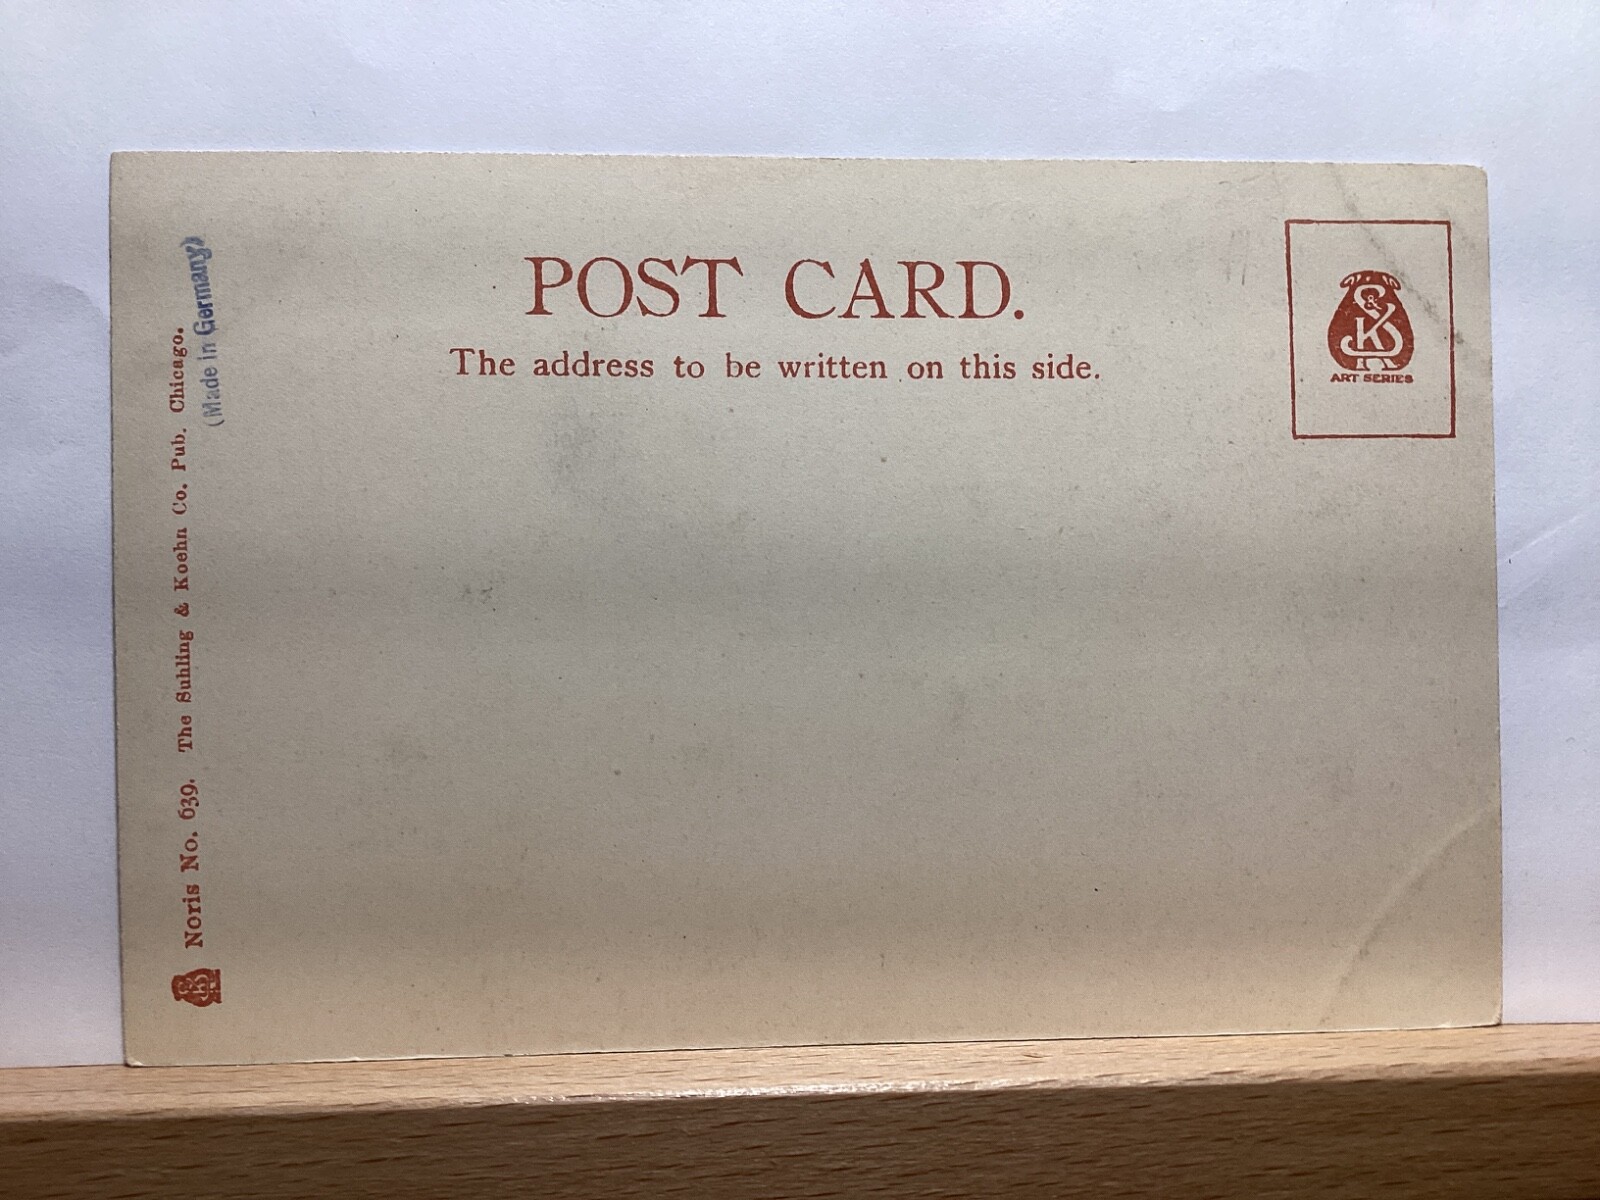 POST CARD.
The address to be written on this side.
S&K
ART SERIES
(Made in Germany)
Noris No. 639. The Suhling & Koehn Co. Pub. Chicago.
S&K